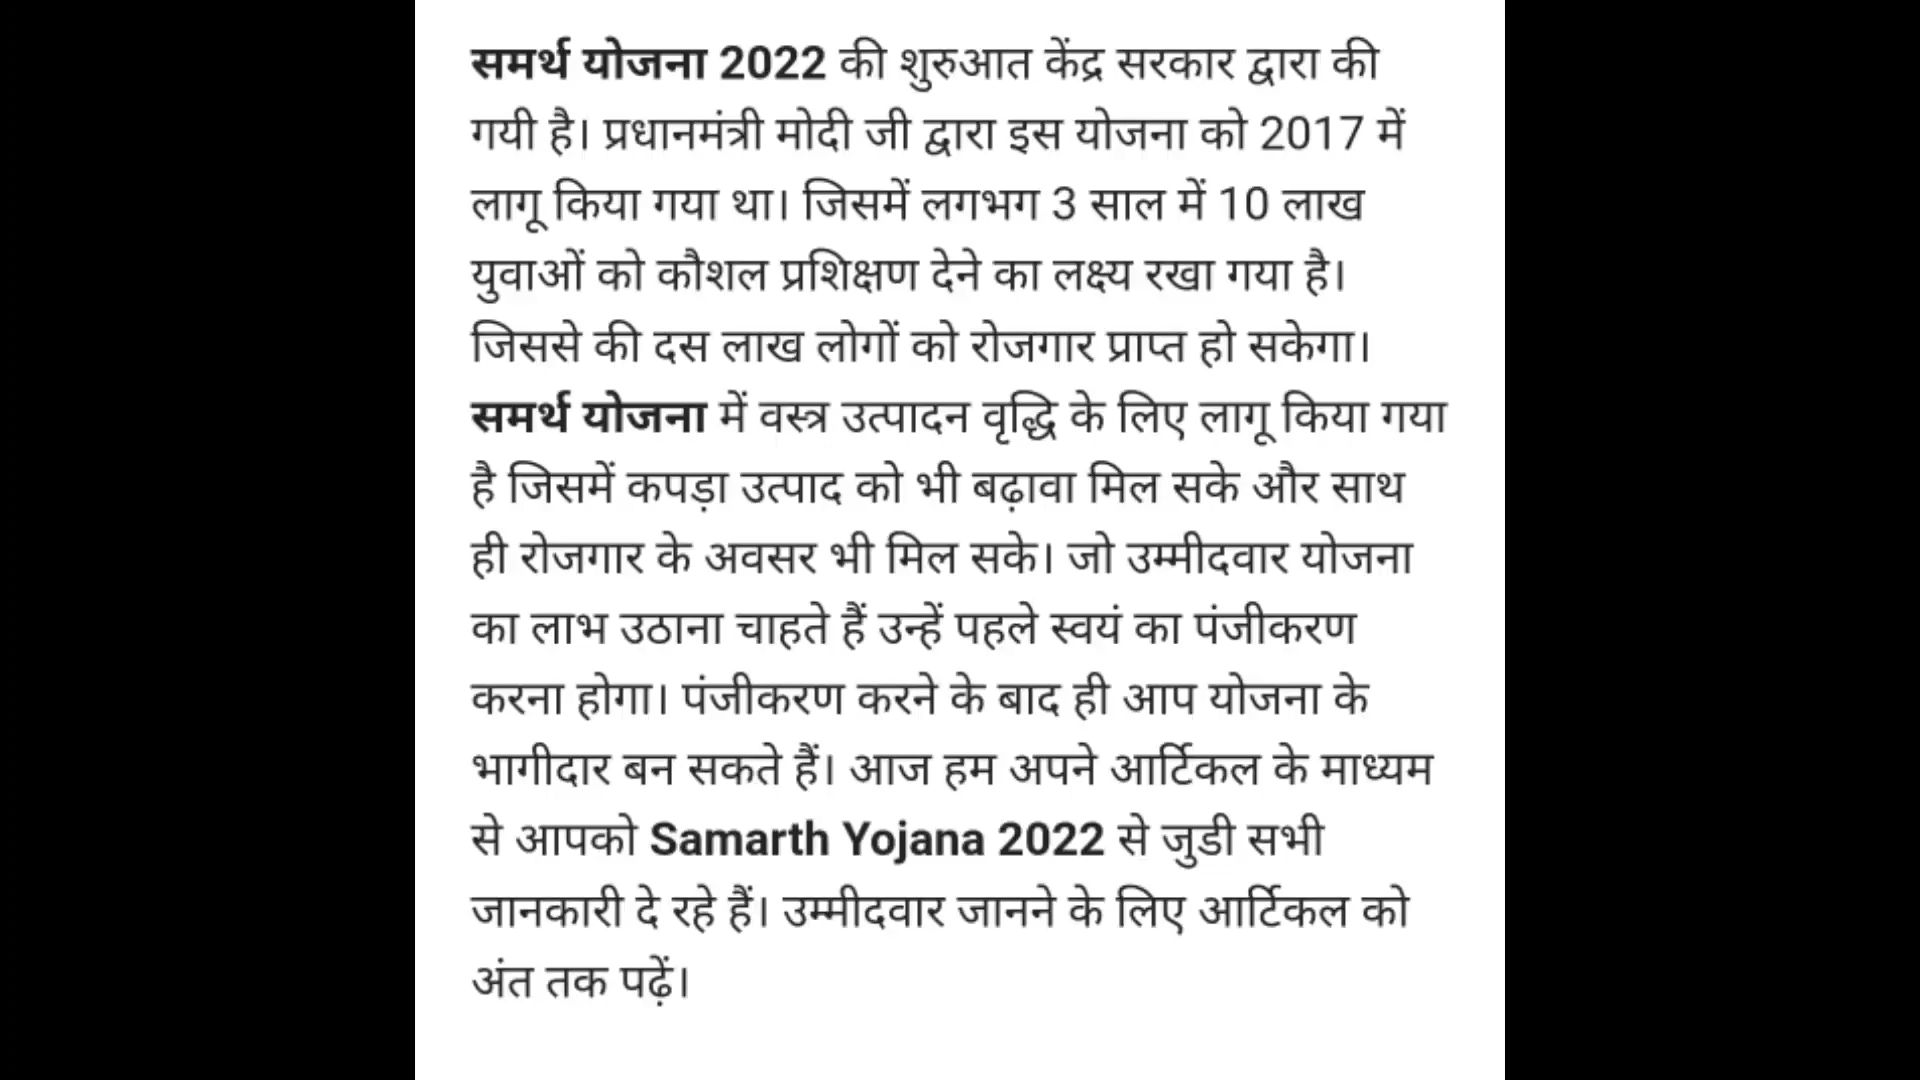 समर्थ योजना 2022 की शुरुआत केंद्र सरकार द्वारा की
गयी है। प्रधानमंत्री मोदी जी द्वारा इस योजना को 2017 में
लागू किया गया था। जिसमें लगभग 3 साल में 10 लाख
युवाओं को कौशल प्रशिक्षण देने का लक्ष्य रखा गया है।
जिससे की दस लाख लोगों को रोजगार प्राप्त हो सकेगा।
समर्थ योजना में वस्त्र उत्पादन वृद्धि के लिए लागू किया गया
है जिसमें कपड़ा उत्पाद को भी बढ़ावा मिल सके और साथ
ही रोजगार के अवसर भी मिल सके। जो उम्मीदवार योजना
का लाभ उठाना चाहते हैं उन्हें पहले स्वयं का पंजीकरण
करना होगा। पंजीकरण करने के बाद ही आप योजना के
भागीदार बन सकते हैं। आज हम अपने आर्टिकल के माध्यम
से आपको Samarth Yojana 2022 से जुडी सभी
जानकारी दे रहे हैं। उम्मीदवार जानने के लिए आर्टिकल को
अंत तक पढ़ें।